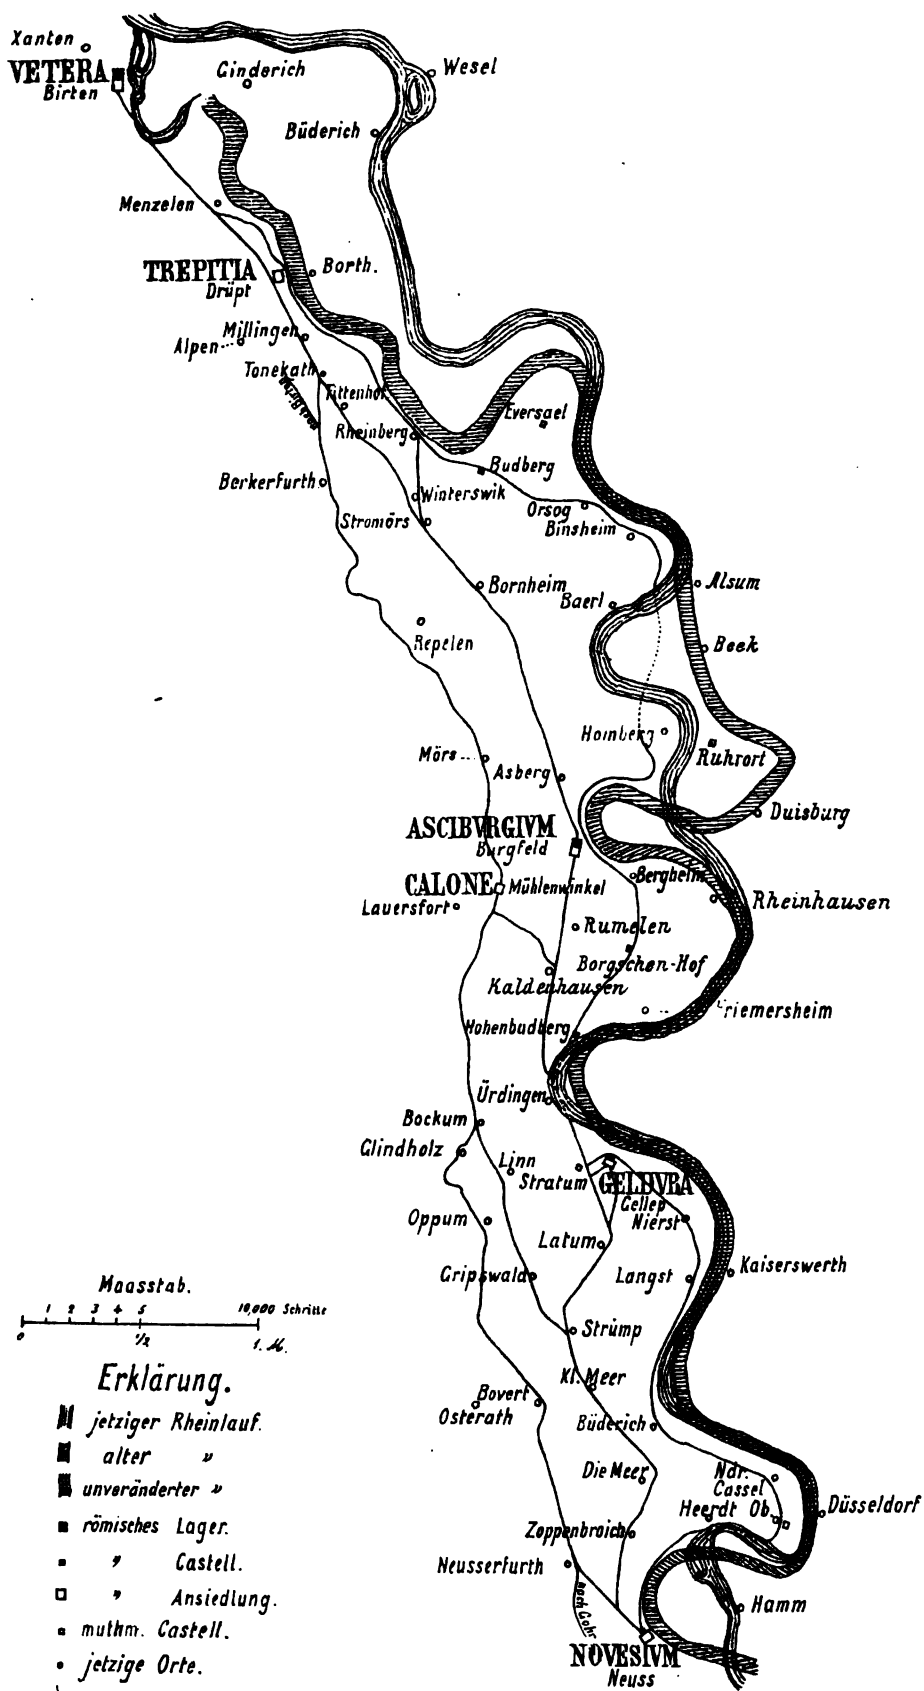 Xanten
VETERA
Birten
Ginderich
Wesel
Büderich
Menzelen
TREPITIA
Drüpt
Borth.
Millingen
Alpen
Tonekath
Tittenhof
Eversael
Rheinberg
Budberg
Berkerfurth
Winterswik
Orsog
Binsheim
Stromörs
Bornheim
Baerl
Alsum
Repelen
Beek
Homberg
Ruhrort
Mörs
Asberg
Duisburg
ASCIBVRGIVM
Burgfeld
CALONE
Mühlenwinkel
Bergheim
Rheinhausen
Lauersfort
Rumelen
Borgschen-Hof
Kaldenhausen
riemersheim
Hohenbudberg
Ürdingen
Bockum
Glindholz
Linn
Stratum
GELDVRA
Gellep
Nierst
Oppum
Latum
Kaiserswerth
Gripswald
Langst
Strümp
Kl. Meer
Bovert
Osterath
Büderich
Die Meer
Ndr.
Cassel
Heerdt Ob.
Düsseldorf
Zoppenbroich
Neusserfurth
nach Gohr
Hamm
NOVESIVM
Neuss
Maasstab.
1 2 3 4 5 10,000 Schritte
0 1/2 1. M.
Erklärung.
jetziger Rheinlauf.
alter "
unveränderter "
römisches Lager.
" Castell.
" Ansiedlung.
muthm. Castell.
jetzige Orte.